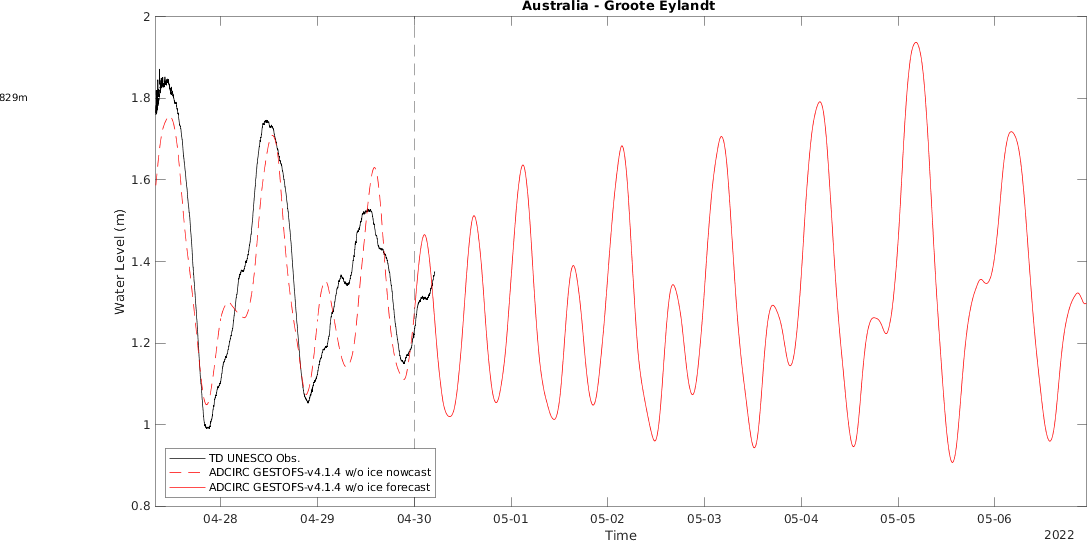 Australia - Groote Eylandt
829m
Water Level (m)
2
1.8
1.6
1.4
1.2
1
0.8
TD UNESCO Obs.
ADCIRC GESTOFS-v4.1.4 w/o ice nowcast
ADCIRC GESTOFS-v4.1.4 w/o ice forecast
04-28 04-29 04-30 05-01 05-02 05-03 05-04 05-05 05-06
Time
2022